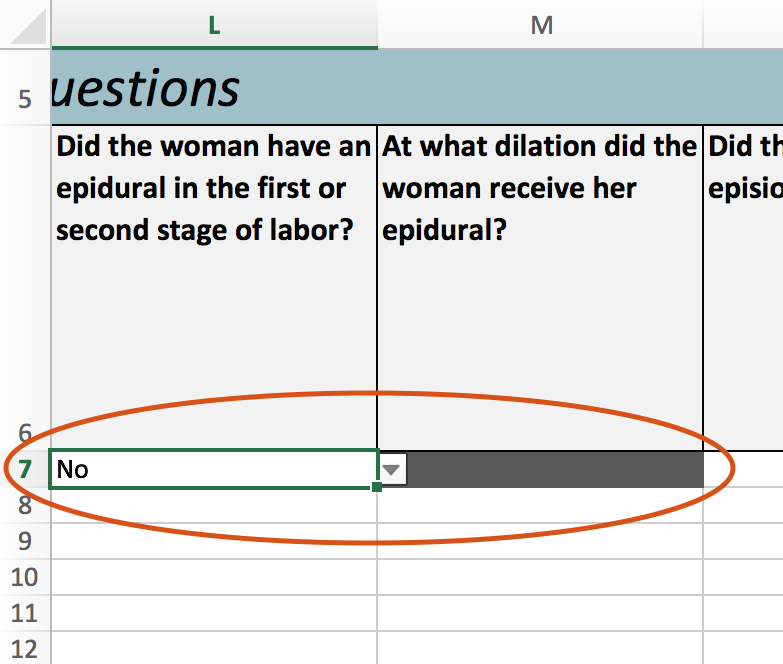 L M
5 uestions
Did the woman have an
epidural in the first or
second stage of labor?
At what dilation did the
woman receive her
epidural?
Did th
episio
6
7 No
8
9
10
11
12